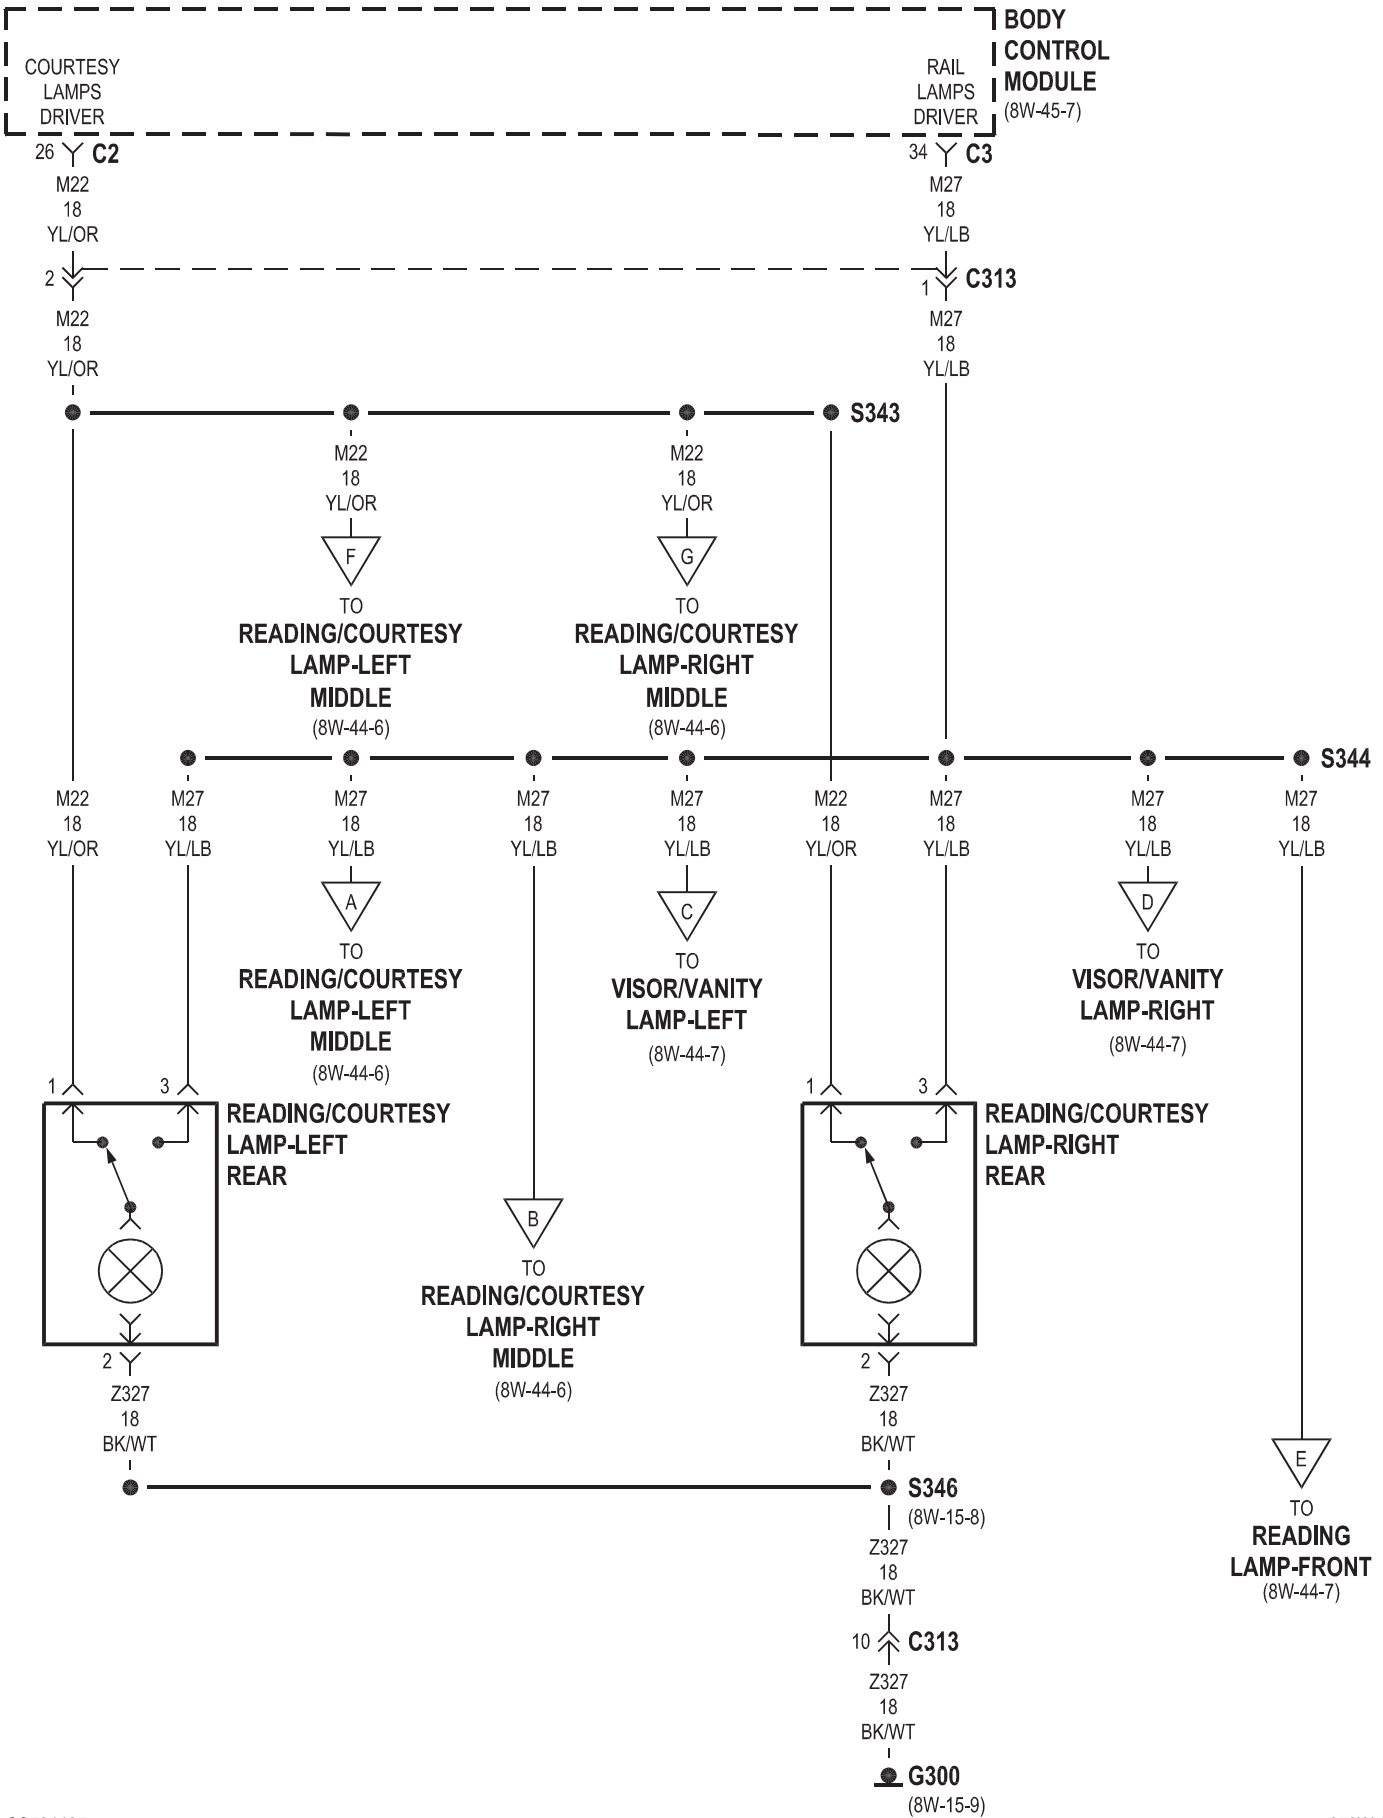 BODY
CONTROL
MODULE
(8W-45-7)
COURTESY
LAMPS
DRIVER
RAIL
LAMPS
DRIVER
26 C2
34 C3
M22
18
YL/OR
M27
18
YL/LB
2
1
C313
M22
18
YL/OR
M27
18
YL/LB
S343
M22
18
YL/OR
M22
18
YL/OR
F
G
TO
READING/COURTESY
LAMP-LEFT
MIDDLE
(8W-44-6)
TO
READING/COURTESY
LAMP-RIGHT
MIDDLE
(8W-44-6)
S344
M22
18
YL/OR
M27
18
YL/LB
M27
18
YL/LB
M27
18
YL/LB
M27
18
YL/LB
M22
18
YL/OR
M27
18
YL/LB
M27
18
YL/LB
M27
18
YL/LB
A
TO
READING/COURTESY
LAMP-LEFT
MIDDLE
(8W-44-6)
C
TO
VISOR/VANITY
LAMP-LEFT
(8W-44-7)
D
TO
VISOR/VANITY
LAMP-RIGHT
(8W-44-7)
1
3
READING/COURTESY
LAMP-LEFT
REAR
1
3
READING/COURTESY
LAMP-RIGHT
REAR
B
TO
READING/COURTESY
LAMP-RIGHT
MIDDLE
(8W-44-6)
2
Z327
18
BK/WT
2
Z327
18
BK/WT
E
TO
READING
LAMP-FRONT
(8W-44-7)
S346
(8W-15-8)
Z327
18
BK/WT
10 C313
Z327
18
BK/WT
G300
(8W-15-9)